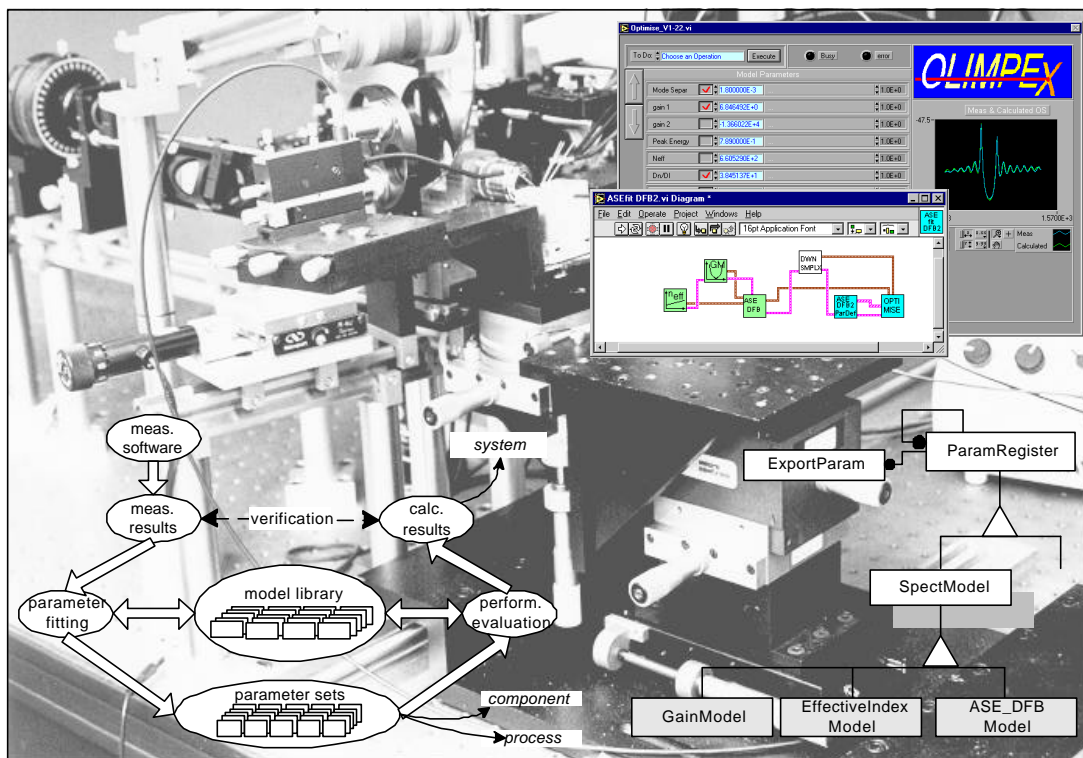 Optimise_V1-22.vi
To Do: Choose an Operation Execute Busy error
OLIMPEx
Model Parameters
Mode Separ 1.800000E-3 1.0E+0
gain 1 6.846492E+0 1.0E+0
gain 2 -1.366022E+4 1.0E+0
Peak Energy 7.890000E-1 1.0E+0
Neff 6.605290E+2 1.0E+0
Dn/Dl 3.845137E+1 1.0E+0
Meas & Calculated OS
-47.5
1.5700E+3
Meas
Calculated
ASEfit DFB2.vi Diagram *
File Edit Operate Project Windows Help
16pt Application Font
ASE
fit
DFB2
GM
neff
ASE
DFB
DWN
SMPLX
ASE
DFB2
ParDef
OPTI
MISE
meas.
software
meas.
results
verification
calc.
results
system
parameter
fitting
model library
perform.
evaluation
parameter sets
component
process
ExportParam
ParamRegister
SpectModel
GainModel
EffectiveIndex
Model
ASE_DFB
Model